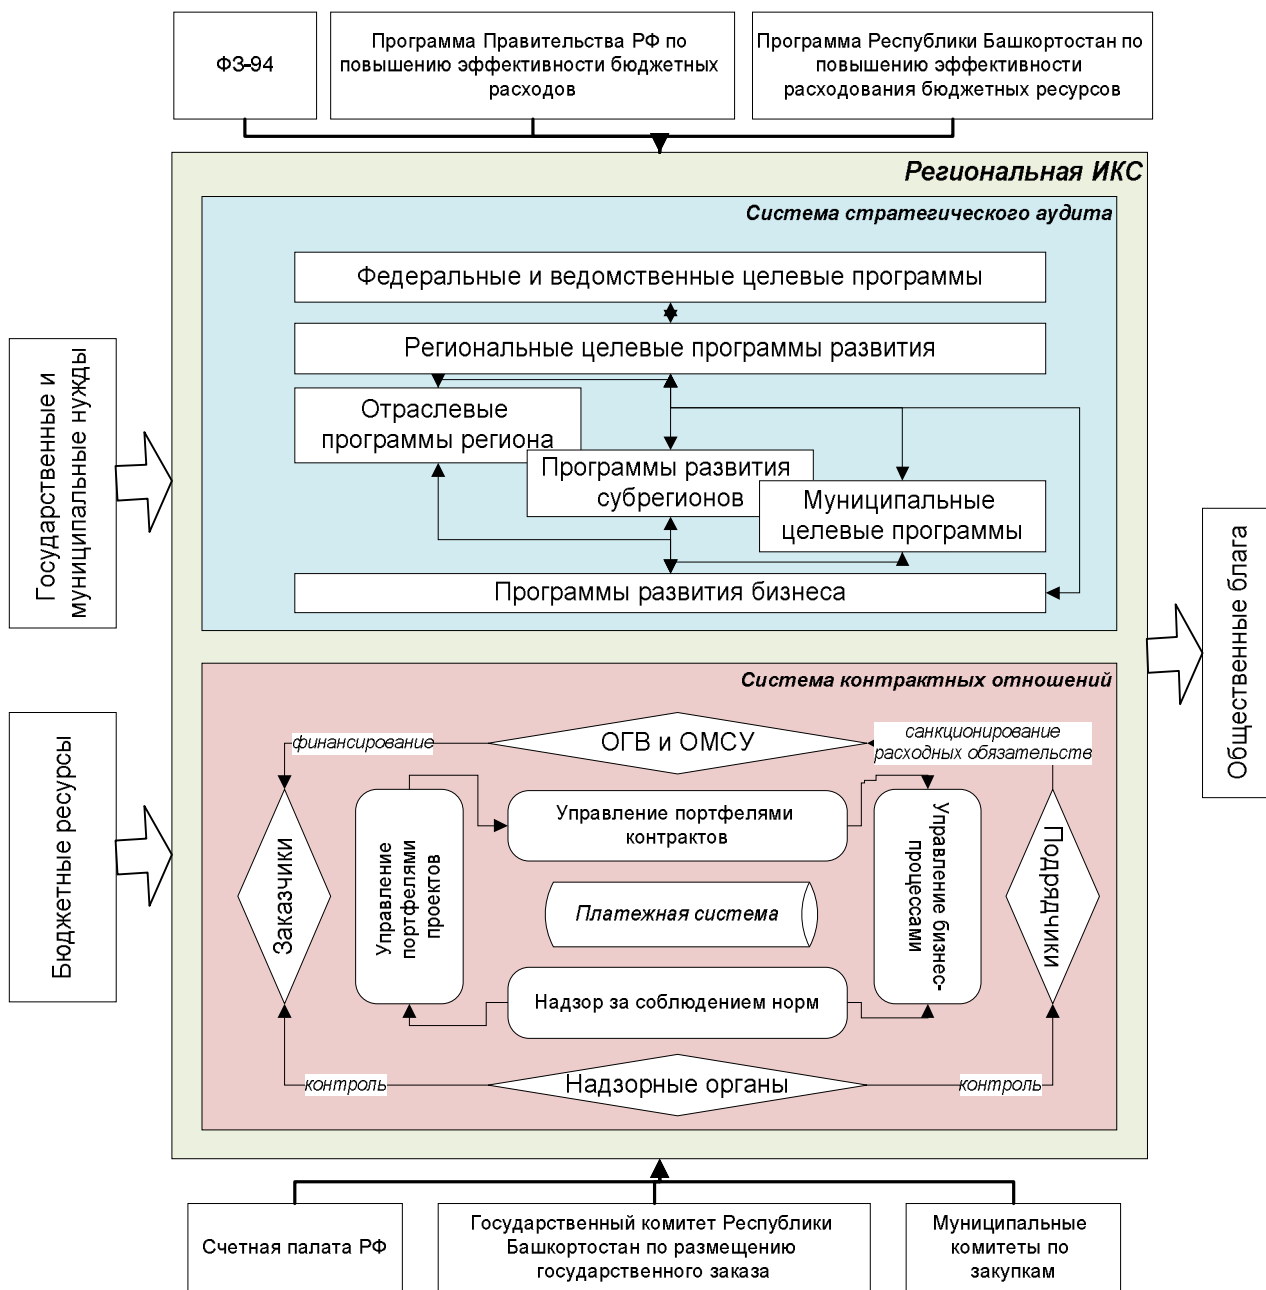 ФЗ-94
Программа Правительства РФ по
повышению эффективности бюджетных
расходов
Программа Республики Башкортостан по
повышению эффективности
расходования бюджетных ресурсов
Региональная ИКС
Система стратегического аудита
Федеральные и ведомственные целевые программы
Региональные целевые программы развития
Отраслевые
программы региона
Программы развития
субрегионов
Муниципальные
целевые программы
Программы развития бизнеса
Государственные и
муниципальные нужды
Бюджетные ресурсы
Общественные блага
Система контрактных отношений
финансирование
ОГВ и ОМСУ
санкционирование
расходных обязательств
Заказчики
Управление
портфелями
проектов
Управление портфелями
контрактов
Платежная система
Надзор за соблюдением норм
Управление бизнес-
процессами
Подрядчики
контроль
Надзорные органы
контроль
Счетная палата РФ
Государственный комитет Республики
Башкортостан по размещению
государственного заказа
Муниципальные
комитеты по
закупкам